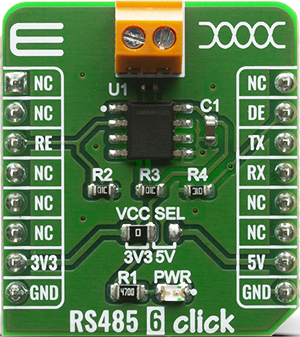 U1
C1
NC NC
NC DE
RE TX
NC RX
R2 R3 R4
NC NC
VCC SEL
NC NC
3V3 5V
3V3 5V
GND GND
R1 PWR
4700
RS485 6 click